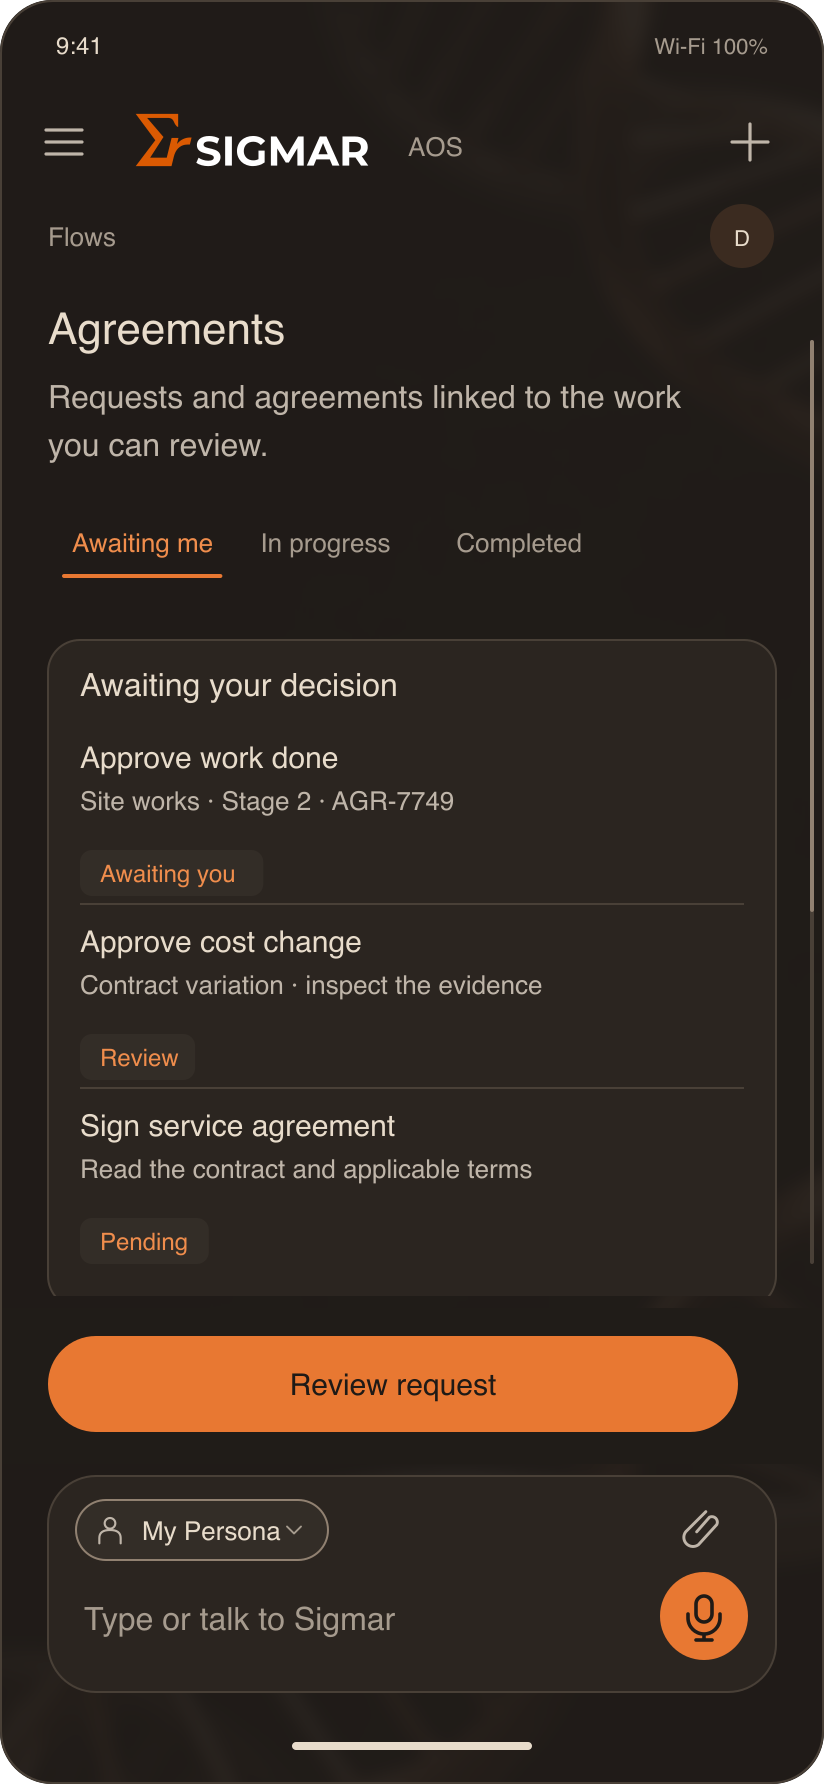 9:41
Wi-Fi 100%
Σr SIGMAR AOS
Flows
D
Agreements
Requests and agreements linked to the work
you can review.
Awaiting me
In progress
Completed
Awaiting your decision
Approve work done
Site works · Stage 2 · AGR-7749
Awaiting you
Approve cost change
Contract variation · inspect the evidence
Review
Sign service agreement
Read the contract and applicable terms
Pending
Review request
My Persona
Type or talk to Sigmar